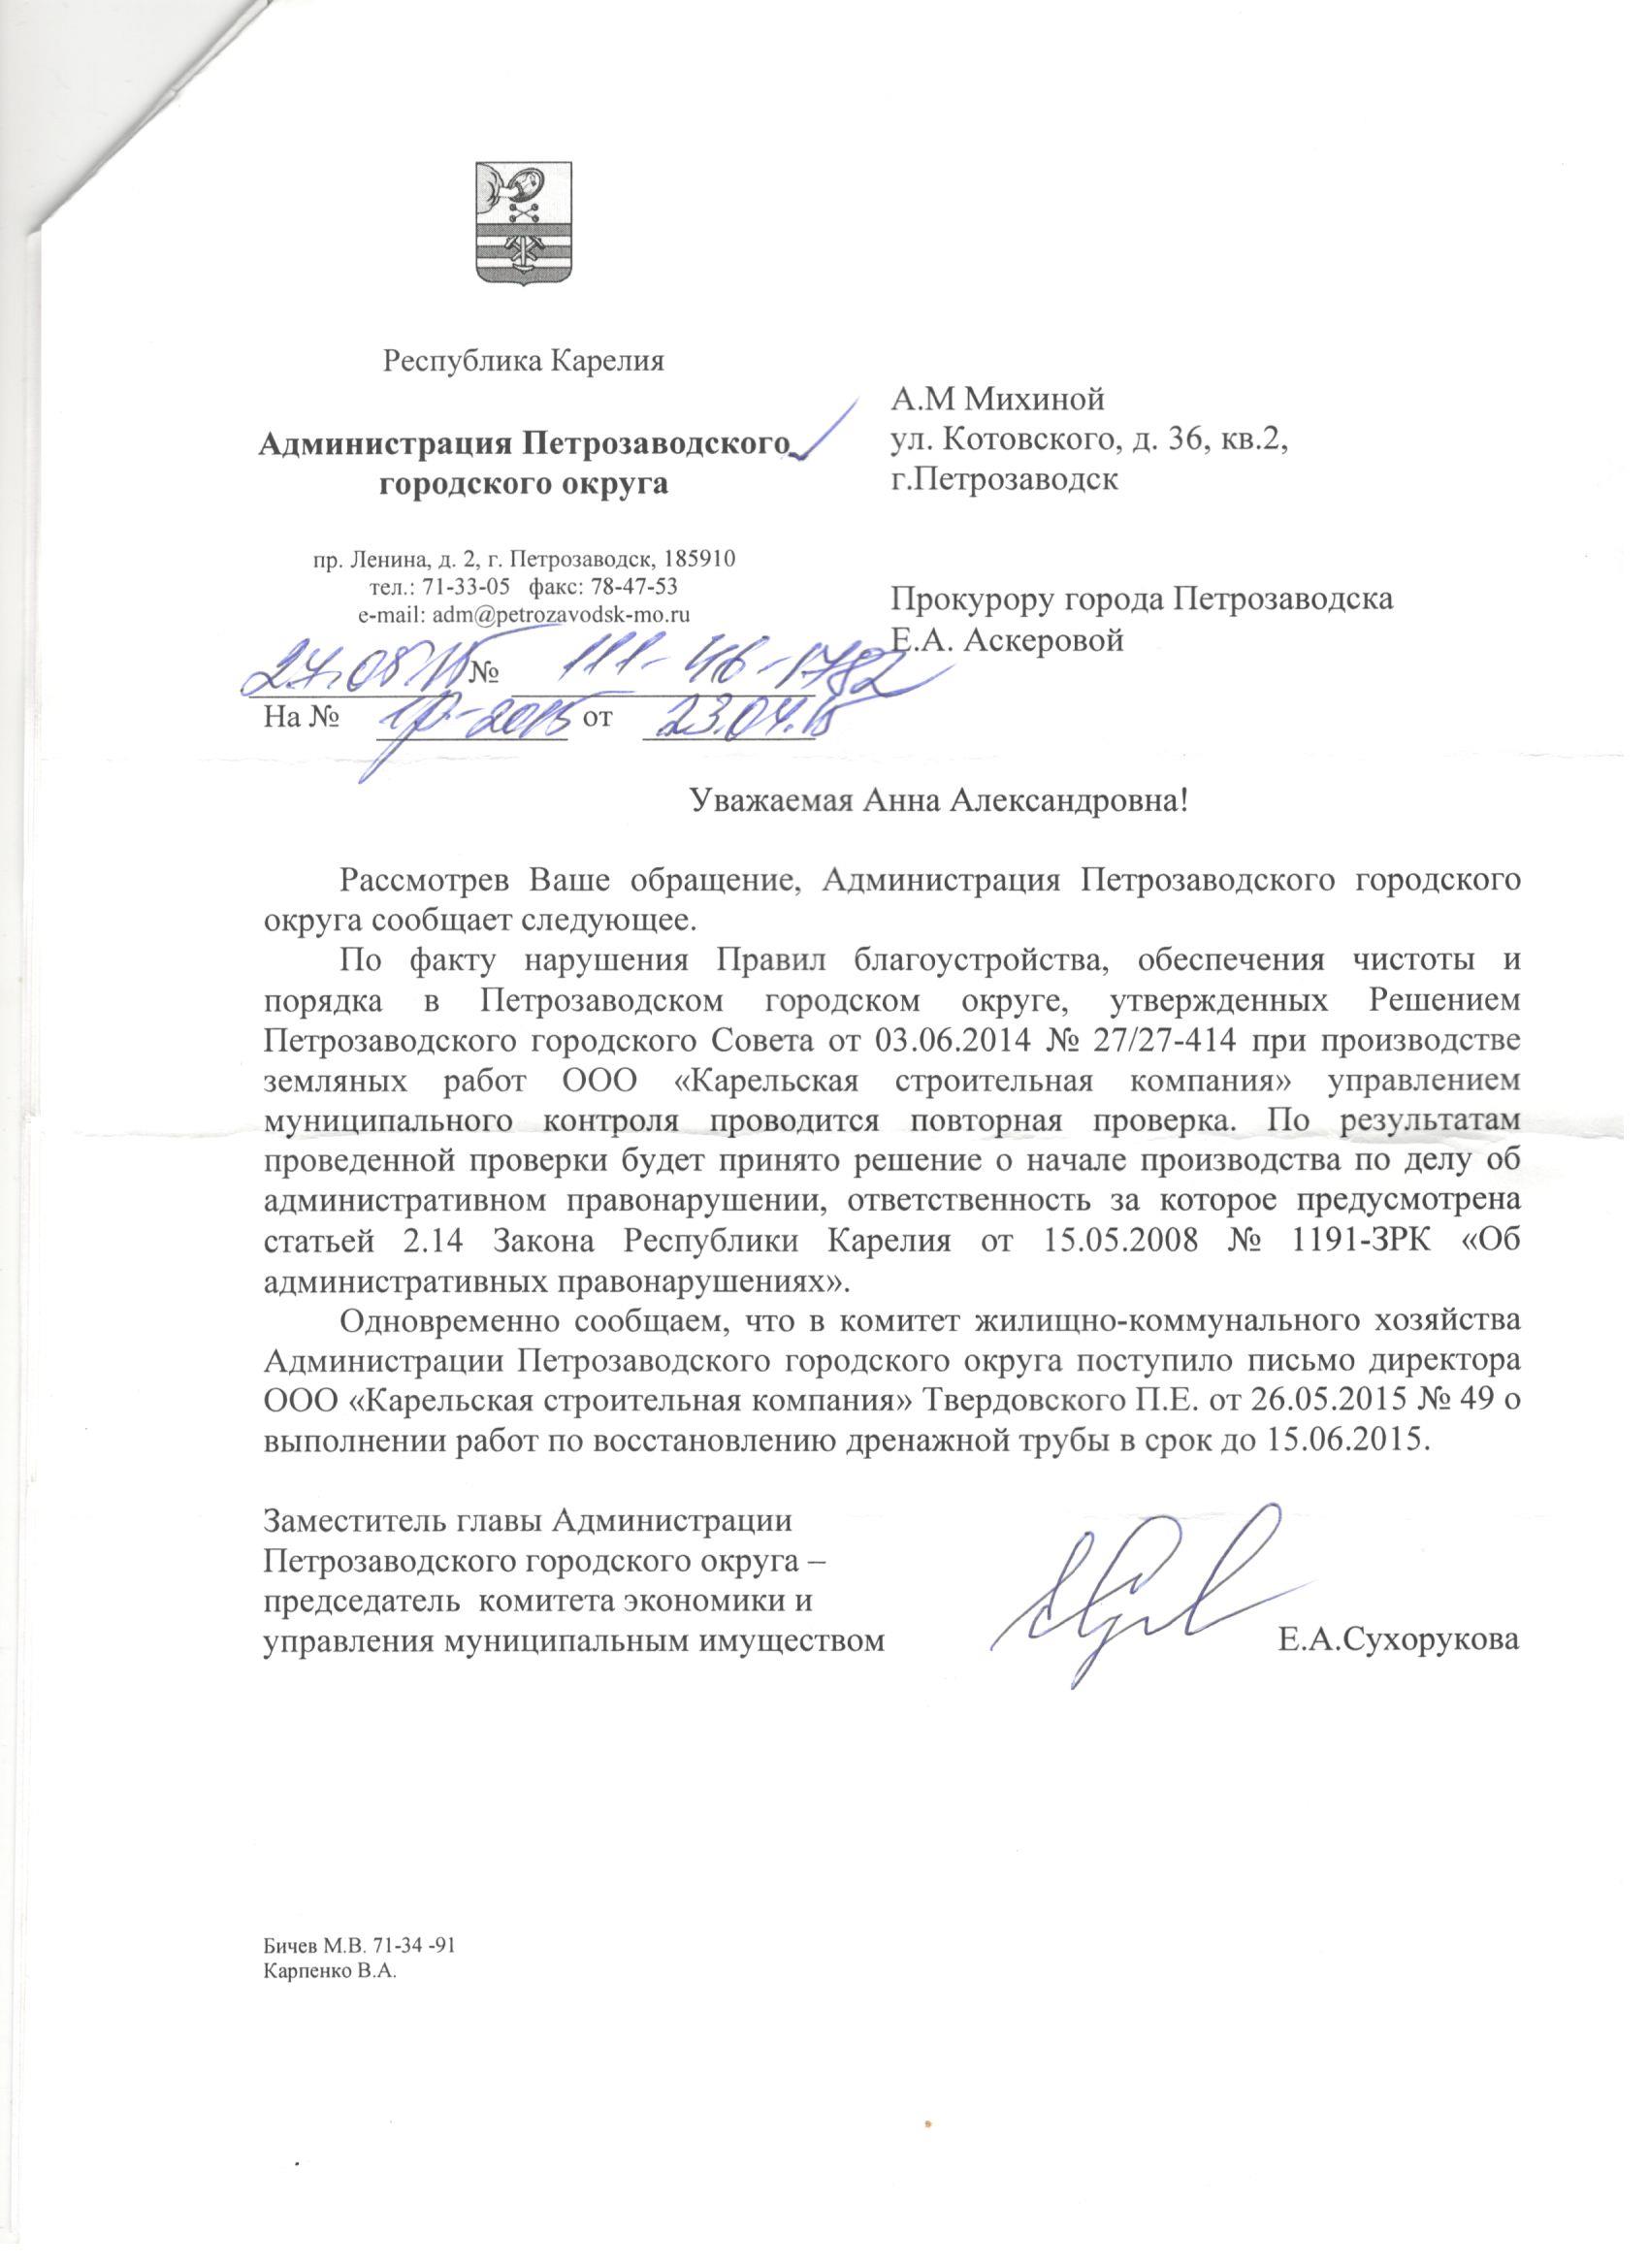 Республика Карелия
Администрация Петрозаводского
городского округа
пр. Ленина, д. 2, г. Петрозаводск, 185910
тел.: 71-33-05 факс: 78-47-53
e-mail: adm@petrozavodsk-mo.ru
№ 111-46-1782
На № от 23.04.15
А.М Михиной
ул. Котовского, д. 36, кв.2,
г.Петрозаводск
Прокурору города Петрозаводска
Е.А. Аскеровой
Уважаемая Анна Александровна!
Рассмотрев Ваше обращение, Администрация Петрозаводского городского
округа сообщает следующее.
По факту нарушения Правил благоустройства, обеспечения чистоты и
порядка в Петрозаводском городском округе, утвержденных Решением
Петрозаводского городского Совета от 03.06.2014 № 27/27-414 при производстве
земляных работ ООО «Карельская строительная компания» управлением
муниципального контроля проводится повторная проверка. По результатам
проведенной проверки будет принято решение о начале производства по делу об
административном правонарушении, ответственность за которое предусмотрена
статьей 2.14 Закона Республики Карелия от 15.05.2008 № 1191-ЗРК «Об
административных правонарушениях».
Одновременно сообщаем, что в комитет жилищно-коммунального хозяйства
Администрации Петрозаводского городского округа поступило письмо директора
ООО «Карельская строительная компания» Твердовского П.Е. от 26.05.2015 № 49 о
выполнении работ по восстановлению дренажной трубы в срок до 15.06.2015.
Заместитель главы Администрации
Петрозаводского городского округа –
председатель комитета экономики и
управления муниципальным имуществом
Е.А.Сухорукова
Бичев М.В. 71-34 -91
Карпенко В.А.